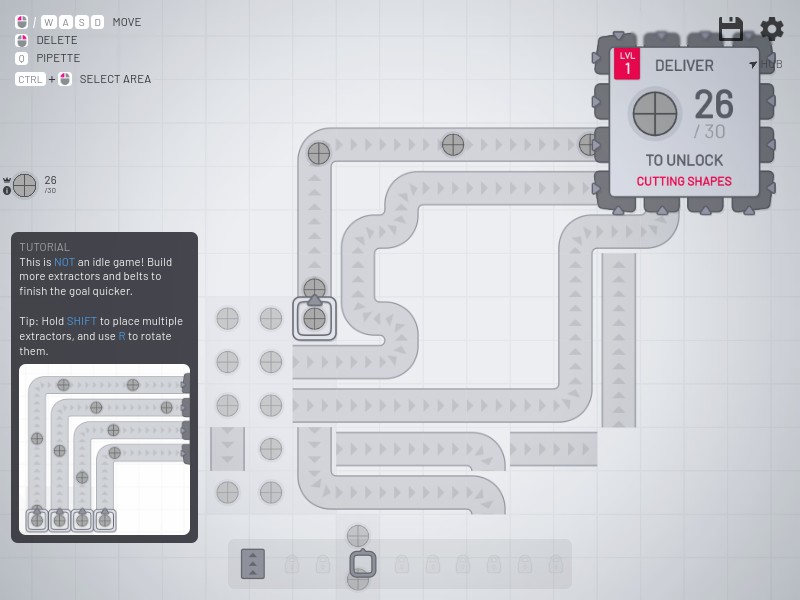 / W A S D MOVE
DELETE
Q PIPETTE
CTRL + SELECT AREA
HUB
LVL
1
DELIVER
26
/ 30
TO UNLOCK
CUTTING SHAPES
26
/30
TUTORIAL
This is NOT an idle game! Build
more extractors and belts to
finish the goal quicker.
Tip: Hold SHIFT to place multiple
extractors, and use R to rotate
them.